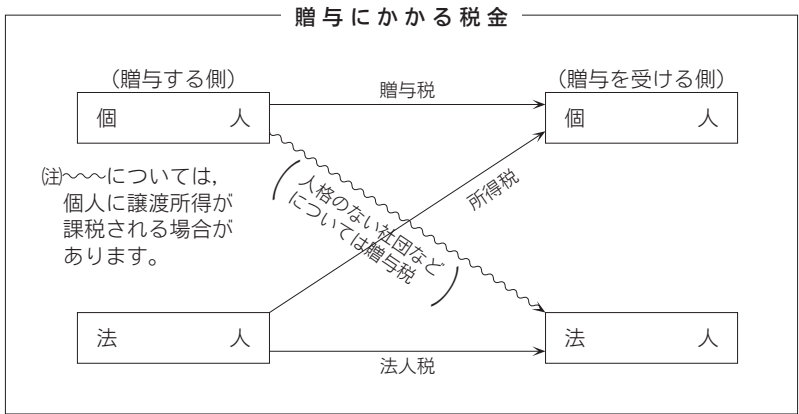 贈与にかかる税金
（贈与する側）
（贈与を受ける側）
個人
贈与税
個人
(注)〰〰については，
個人に譲渡所得が
課税される場合が
あります。
（人格のない社団など
については贈与税）
所得税
法人
法人税
法人